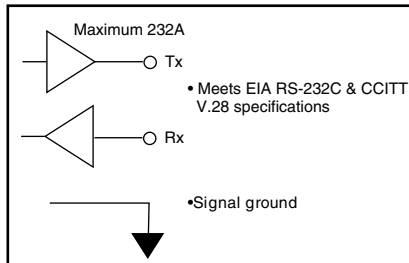 Maximum 232A
Tx
• Meets EIA RS-232C & CCITT
V.28 specifications
Rx
•Signal ground